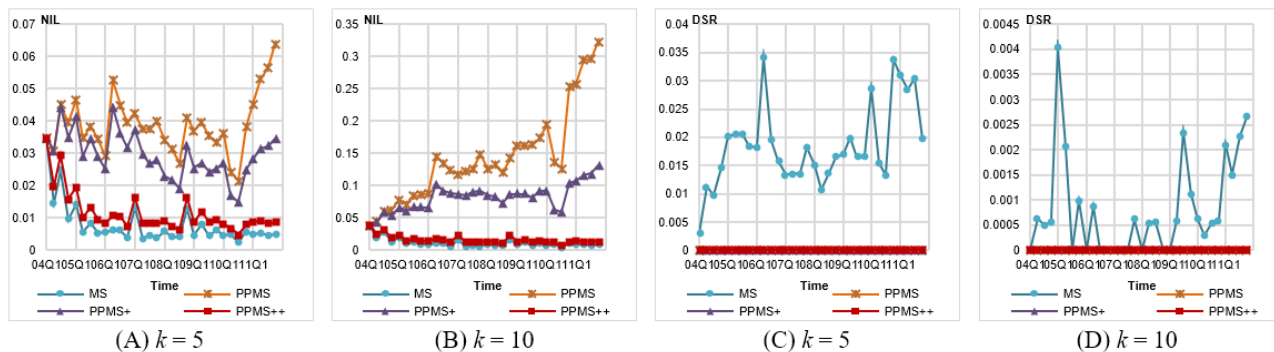 NIL
0.07
0.06
0.05
0.04
0.03
0.02
0.01
0
04Q105Q106Q107Q108Q109Q110Q111Q1
Time
MS PPMS
PPMS+ PPMS++
(A) k = 5
NIL
0.35
0.3
0.25
0.2
0.15
0.1
0.05
0
04Q105Q106Q107Q108Q109Q110Q111Q1
Time
MS PPMS
PPMS+ PPMS++
(B) k = 10
DSR
0.04
0.035
0.03
0.025
0.02
0.015
0.01
0.005
0
04Q105Q106Q107Q108Q109Q110Q111Q1
Time
MS PPMS
PPMS+ PPMS++
(C) k = 5
DSR
0.0045
0.004
0.0035
0.003
0.0025
0.002
0.0015
0.001
0.0005
0
04Q105Q106Q107Q108Q109Q110Q111Q1
Time
MS PPMS
PPMS+ PPMS++
(D) k = 10